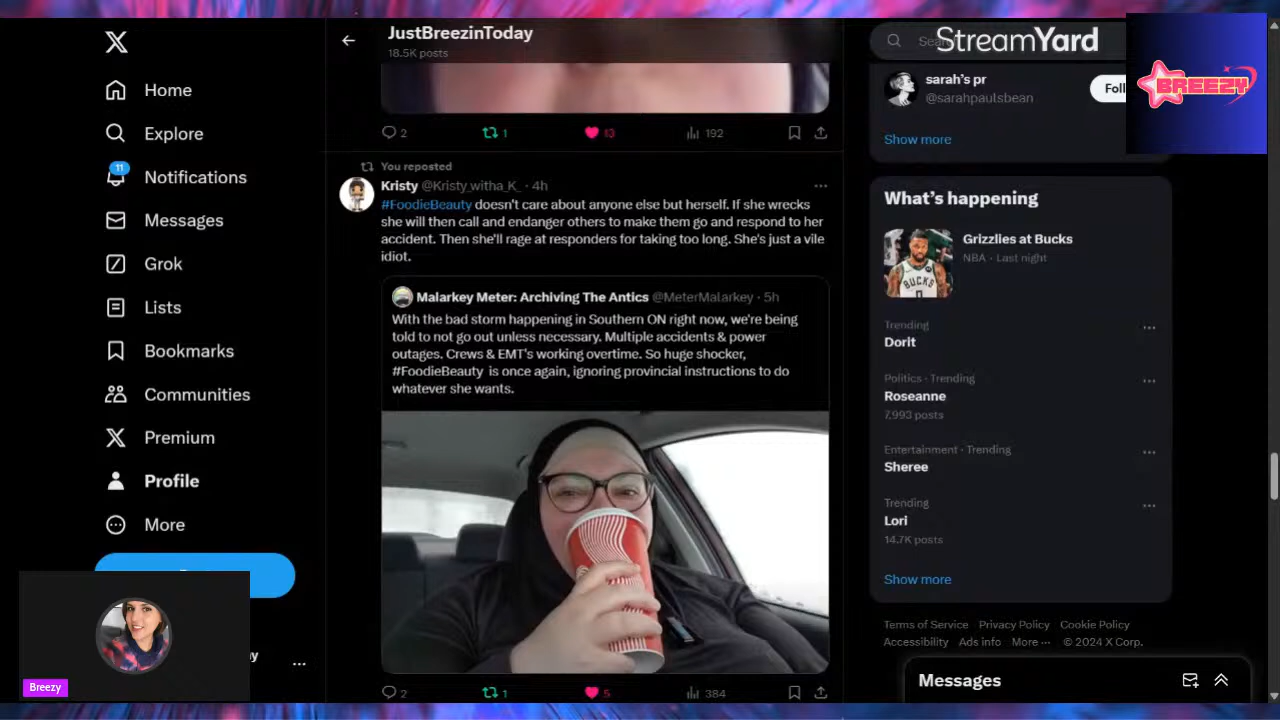 StreamYard
BREEZY
Home
Explore
11
Notifications
Messages
Grok
Lists
Bookmarks
Communities
Premium
Profile
More
Breezy
JustBreezinToday
18.5K posts
2
1
13
192
You reposted
Kristy @Kristy_witha_K_ · 4h
#FoodieBeauty doesn't care about anyone else but herself. If she wrecks
she will then call and endanger others to make them go and respond to her
accident. Then she'll rage at responders for taking too long. She's just a vile
idiot.
Malarkey Meter: Archiving The Antics @MeterMalarkey · 5h
With the bad storm happening in Southern ON right now, we're being
told to not go out unless necessary. Multiple accidents & power
outages. Crews & EMT's working overtime. So huge shocker,
#FoodieBeauty is once again, ignoring provincial instructions to do
whatever she wants.
2
1
5
384
sarah's pr
@sarahpaulsbean
Foll
Show more
What's happening
Grizzlies at Bucks
NBA · Last night
BUCKS
Trending
Dorit
Politics · Trending
Roseanne
7,993 posts
Entertainment · Trending
Sheree
Trending
Lori
14.7K posts
Show more
Terms of Service Privacy Policy Cookie Policy
Accessibility Ads info More ··· © 2024 X Corp.
Messages